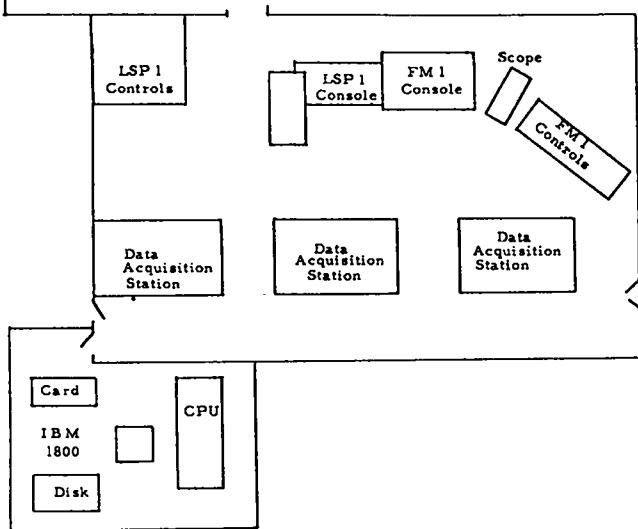 LSP 1
Controls
LSP 1
Console
FM 1
Console
Scope
FM 1
Controls
Data
Acquisition
Station
Data
Acquisition
Station
Data
Acquisition
Station
Card
IBM
1800
CPU
Disk